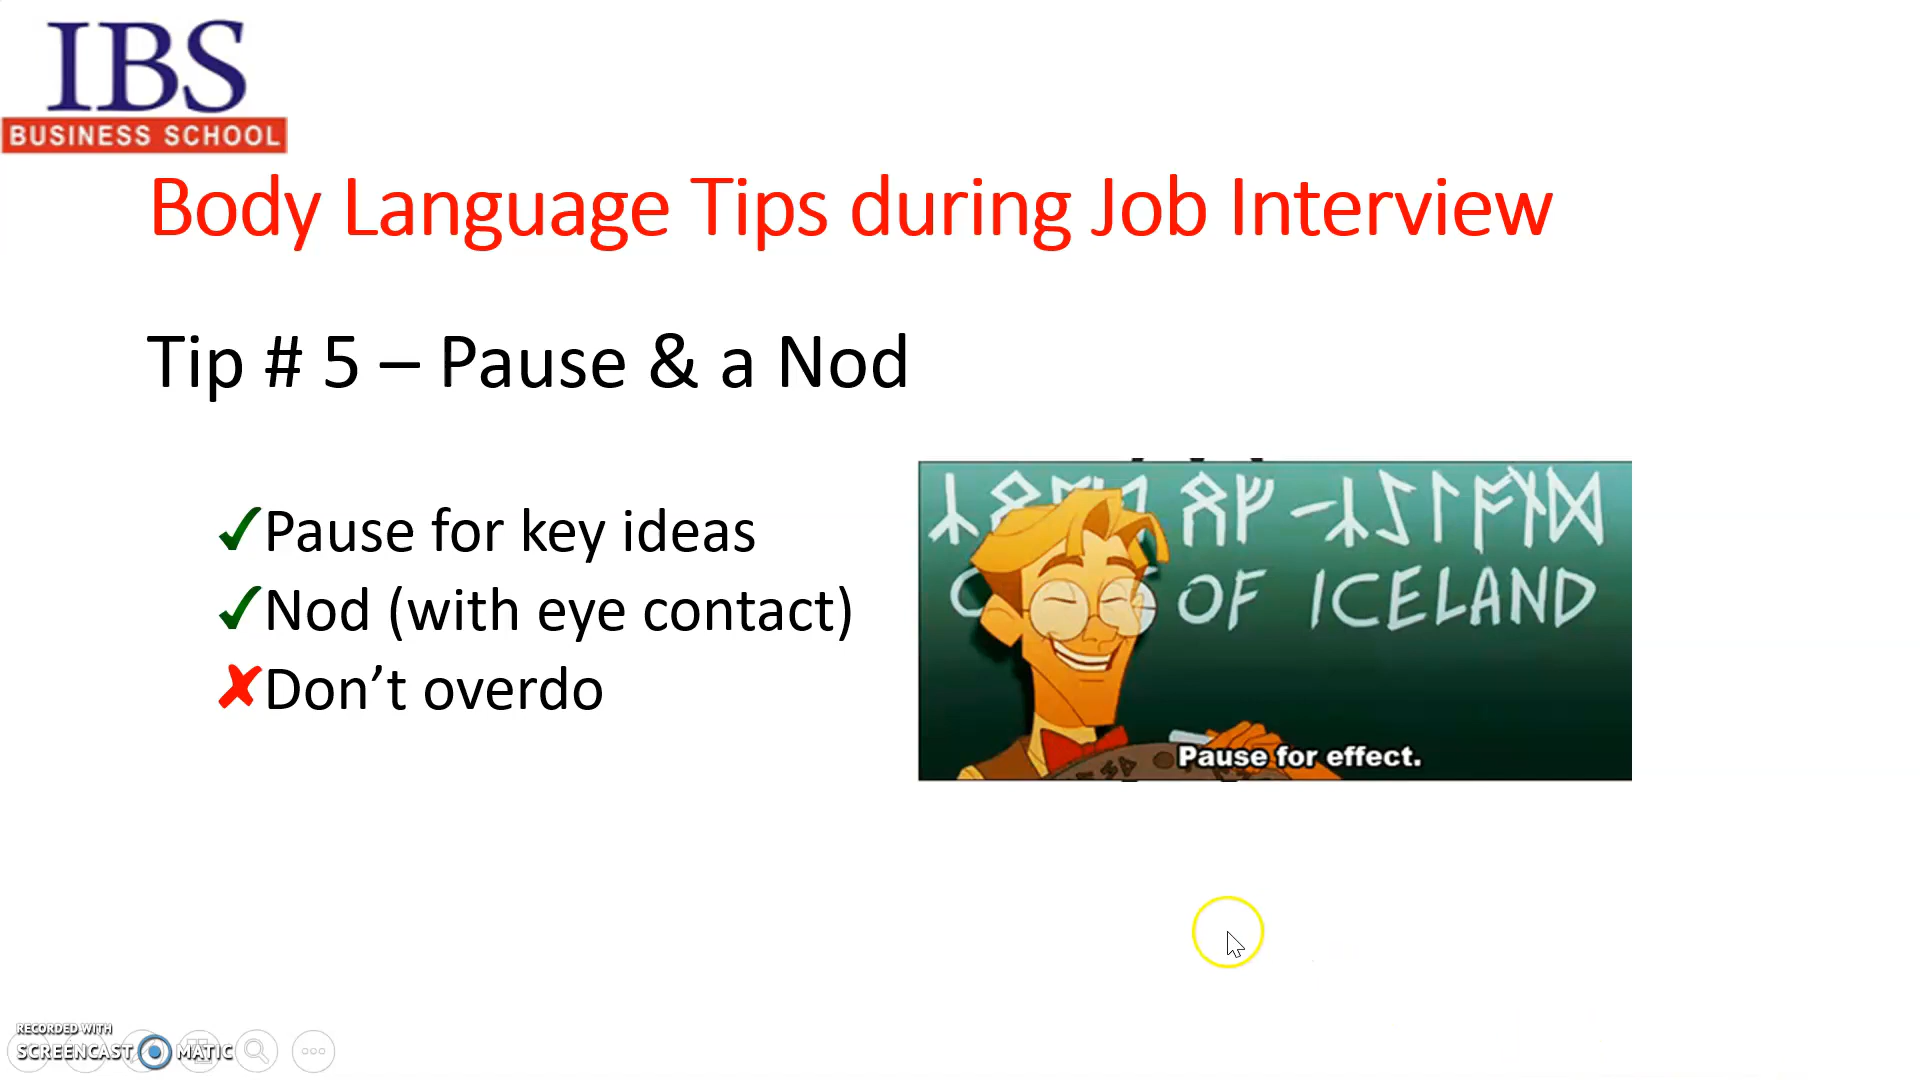 IBS
BUSINESS SCHOOL
Body Language Tips during Job Interview
Tip # 5 – Pause & a Nod
✓Pause for key ideas
✓Nod (with eye contact)
✗Don’t overdo
OF ICELAND
Pause for effect.
RECORDED WITH
SCREENCAST MATIC